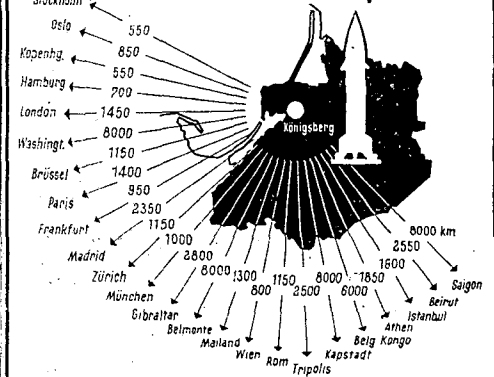 Stockholm
550
Oslo
850
Kopenhg.
550
Hamburg
700
London
1450
Washingt.
8000
Brüssel
1150
Paris
1400
Frankfurt
950
Madrid
2350
Zürich
1150
München
1000
Gibraltar
2800
Belmonte
8000
Mailand
1300
Wien
800
Rom
1150
Tripolis
2500
Kapstadt
8000
Belg Kongo
6000
Athen
1850
Istanbul
1600
Beirut
2550
Saigon
8000 km
Königsberg